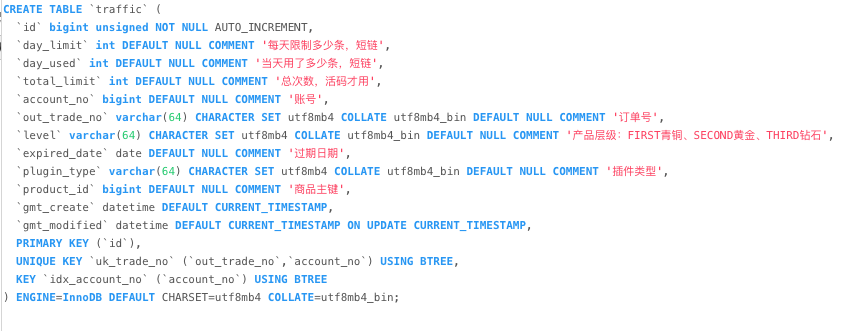 CREATE TABLE `traffic` (
  `id` bigint unsigned NOT NULL AUTO_INCREMENT,
  `day_limit` int DEFAULT NULL COMMENT '每天限制多少条，短链',
  `day_used` int DEFAULT NULL COMMENT '当天用了多少条，短链',
  `total_limit` int DEFAULT NULL COMMENT '总次数，活码才用',
  `account_no` bigint DEFAULT NULL COMMENT '账号',
  `out_trade_no` varchar(64) CHARACTER SET utf8mb4 COLLATE utf8mb4_bin DEFAULT NULL COMMENT '订单号',
  `level` varchar(64) CHARACTER SET utf8mb4 COLLATE utf8mb4_bin DEFAULT NULL COMMENT '产品层级：FIRST青铜、SECOND黄金、THIRD钻石',
  `expired_date` date DEFAULT NULL COMMENT '过期日期',
  `plugin_type` varchar(64) CHARACTER SET utf8mb4 COLLATE utf8mb4_bin DEFAULT NULL COMMENT '插件类型',
  `product_id` bigint DEFAULT NULL COMMENT '商品主键',
  `gmt_create` datetime DEFAULT CURRENT_TIMESTAMP,
  `gmt_modified` datetime DEFAULT CURRENT_TIMESTAMP ON UPDATE CURRENT_TIMESTAMP,
  PRIMARY KEY (`id`),
  UNIQUE KEY `uk_trade_no` (`out_trade_no`,`account_no`) USING BTREE,
  KEY `idx_account_no` (`account_no`) USING BTREE
) ENGINE=InnoDB DEFAULT CHARSET=utf8mb4 COLLATE=utf8mb4_bin;